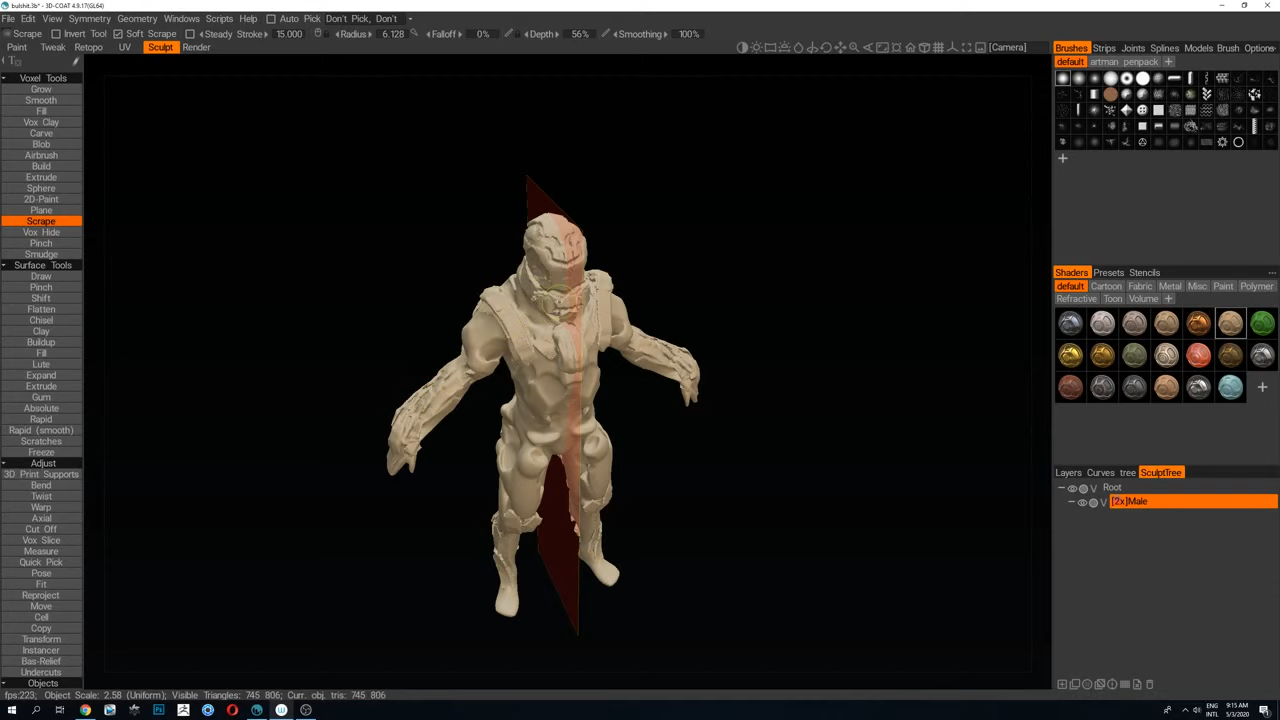 bulshit.3b* - 3D-COAT 4.9.17(GL64)
File Edit View Symmetry Geometry Windows Scripts Help Auto Pick Don't Pick, Don't
Scrape Invert Tool Soft Scrape Steady Stroke 15.000 Radius 6.128 Falloff 0% Depth 56% Smoothing 100%
Paint Tweak Retopo UV Sculpt Render [Camera]
Voxel Tools
Grow
Smooth
Fill
Vox Clay
Carve
Blob
Airbrush
Build
Extrude
Sphere
2D-Paint
Plane
Scrape
Vox Hide
Pinch
Smudge
Surface Tools
Draw
Pinch
Shift
Flatten
Chisel
Clay
Buildup
Fill
Lute
Expand
Extrude
Gum
Absolute
Rapid
Rapid (smooth)
Scratches
Freeze
Adjust
3D Print Supports
Bend
Twist
Warp
Axial
Cut Off
Vox Slice
Measure
Quick Pick
Pose
Fit
Reproject
Move
Cell
Copy
Transform
Instancer
Bas-Relief
Undercuts
Objects
Brushes Strips Joints Splines Models Brush Options
default artman penpack +
Shaders Presets Stencils
default Cartoon Fabric Metal Misc Paint Polymer
Refractive Toon Volume +
Layers Curves tree SculptTree
V Root
V [2x]Male
fps:223; Object Scale: 2.58 (Uniform); Visible Triangles: 745 806; Curr. obj. tris: 745 806
ENG
INTL
9:15 AM
5/3/2020